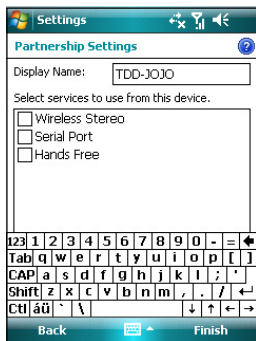 Settings
Partnership Settings
?
Display Name: TDD-JOJO
Select services to use from this device.
Wireless Stereo
Serial Port
Hands Free
123 1 2 3 4 5 6 7 8 9 0 - =
Tab q w e r t y u i o p [ ]
CAP a s d f g h j k l ; '
Shift z x c v b n m , . /
Ctl áü ` \
Back Finish